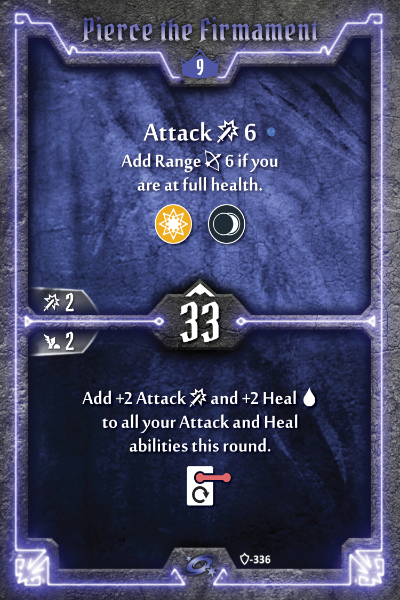 Pierce the Firmament
9
Attack 6
Add Range 6 if you
are at full health.
2
33
2
Add +2 Attack and +2 Heal
to all your Attack and Heal
abilities this round.
-336